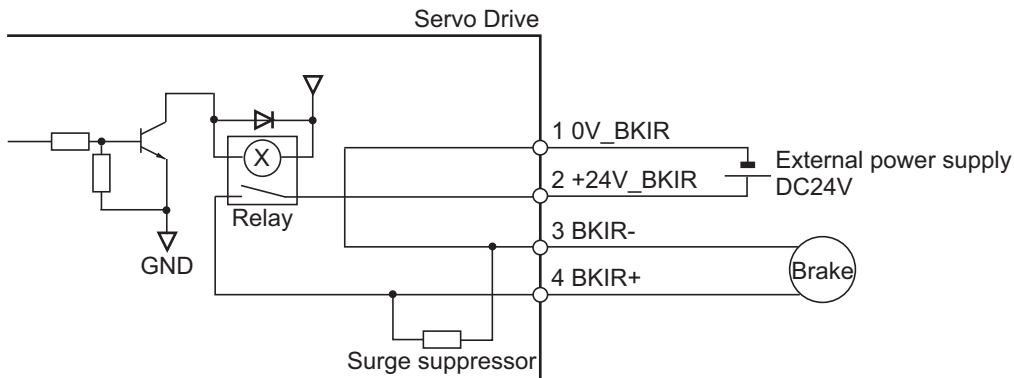 Servo Drive
1 0V_BKIR
2 +24V_BKIR
External power supply
DC24V
X
Relay
GND
3 BKIR-
4 BKIR+
Brake
Surge suppressor